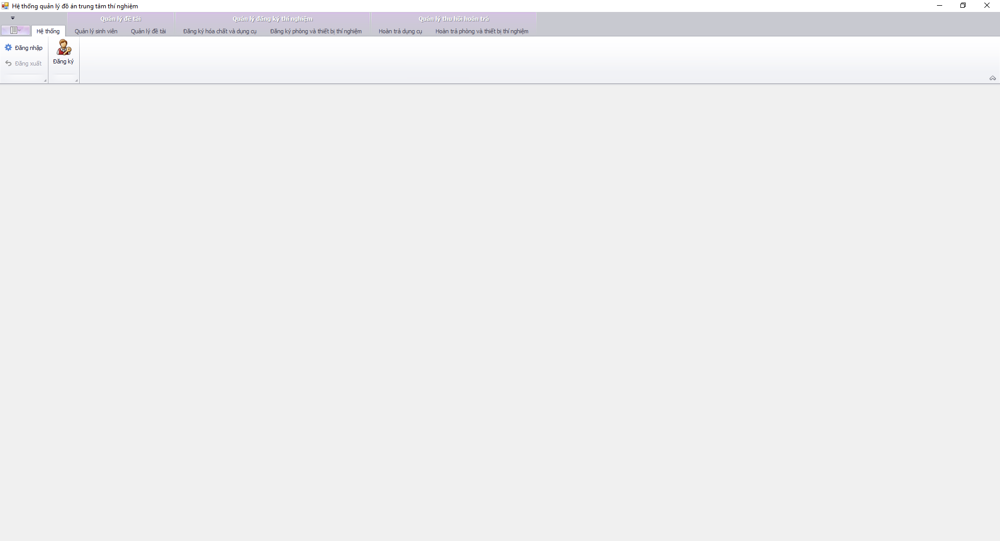 Hệ thống quản lý đồ án trung tâm thí nghiệm
Quản lý đề tài
Quản lý đăng ký thí nghiệm
Quản lý thu hồi hoàn trả
Hệ thống
Quản lý sinh viên
Quản lý đề tài
Đăng ký hóa chất và dụng cụ
Đăng ký phòng và thiết bị thí nghiệm
Hoàn trả dụng cụ
Hoàn trả phòng và thiết bị thí nghiệm
Đăng nhập
Đăng xuất
Đăng ký